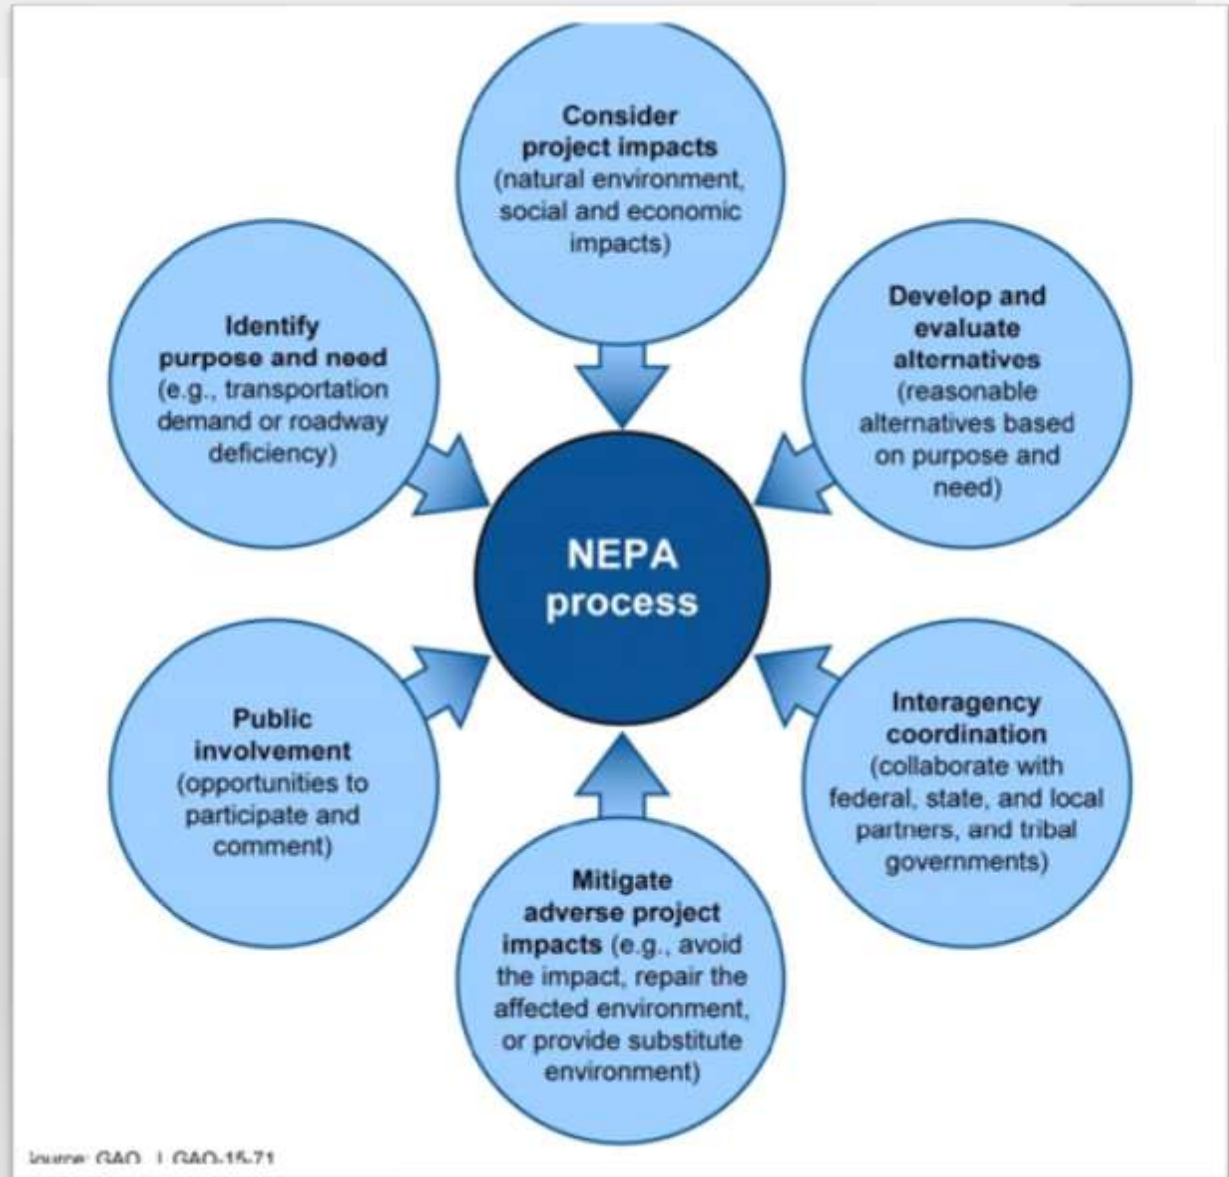 Consider
project impacts
(natural environment,
social and economic
impacts)
Identify
purpose and need
(e.g., transportation
demand or roadway
deficiency)
Develop and
evaluate
alternatives
(reasonable
alternatives based
on purpose and
need)
NEPA
process
Public
involvement
(opportunities to
participate and
comment)
Interagency
coordination
(collaborate with
federal, state, and local
partners, and tribal
governments)
Mitigate
adverse project
impacts (e.g., avoid
the impact, repair the
affected environment,
or provide substitute
environment)
Source: GAO. | GAO-15-71